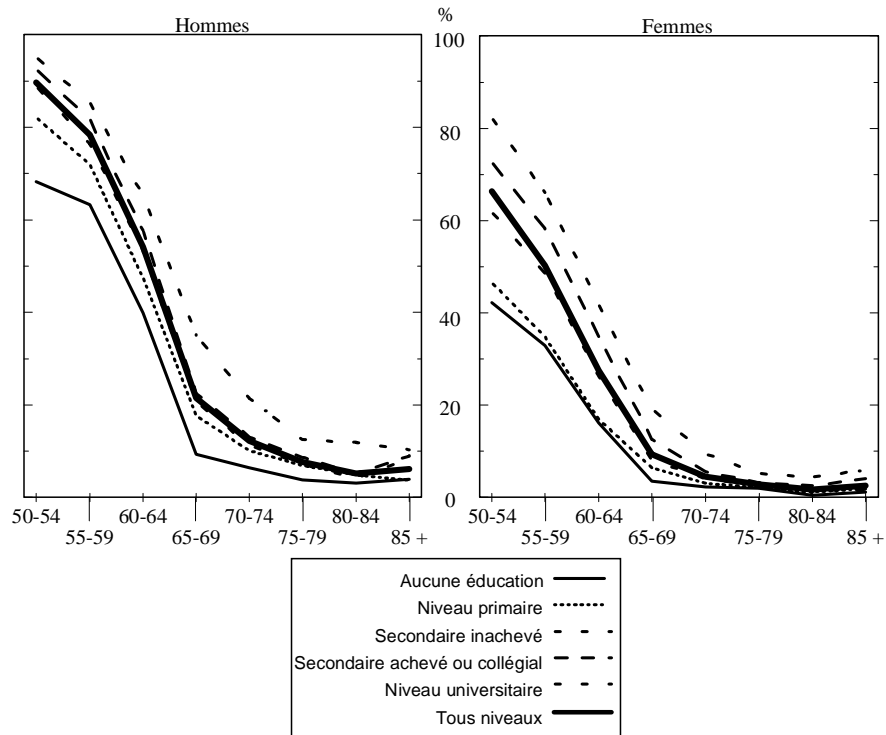 %
Hommes
Femmes
100
80
60
40
20
0
50-54 60-64 70-74 80-84
55-59 65-69 75-79 85 +
50-54 60-64 70-74 80-84
55-59 65-69 75-79 85 +
Aucune éducation
Niveau primaire
Secondaire inachevé
Secondaire achevé ou collégial
Niveau universitaire
Tous niveaux